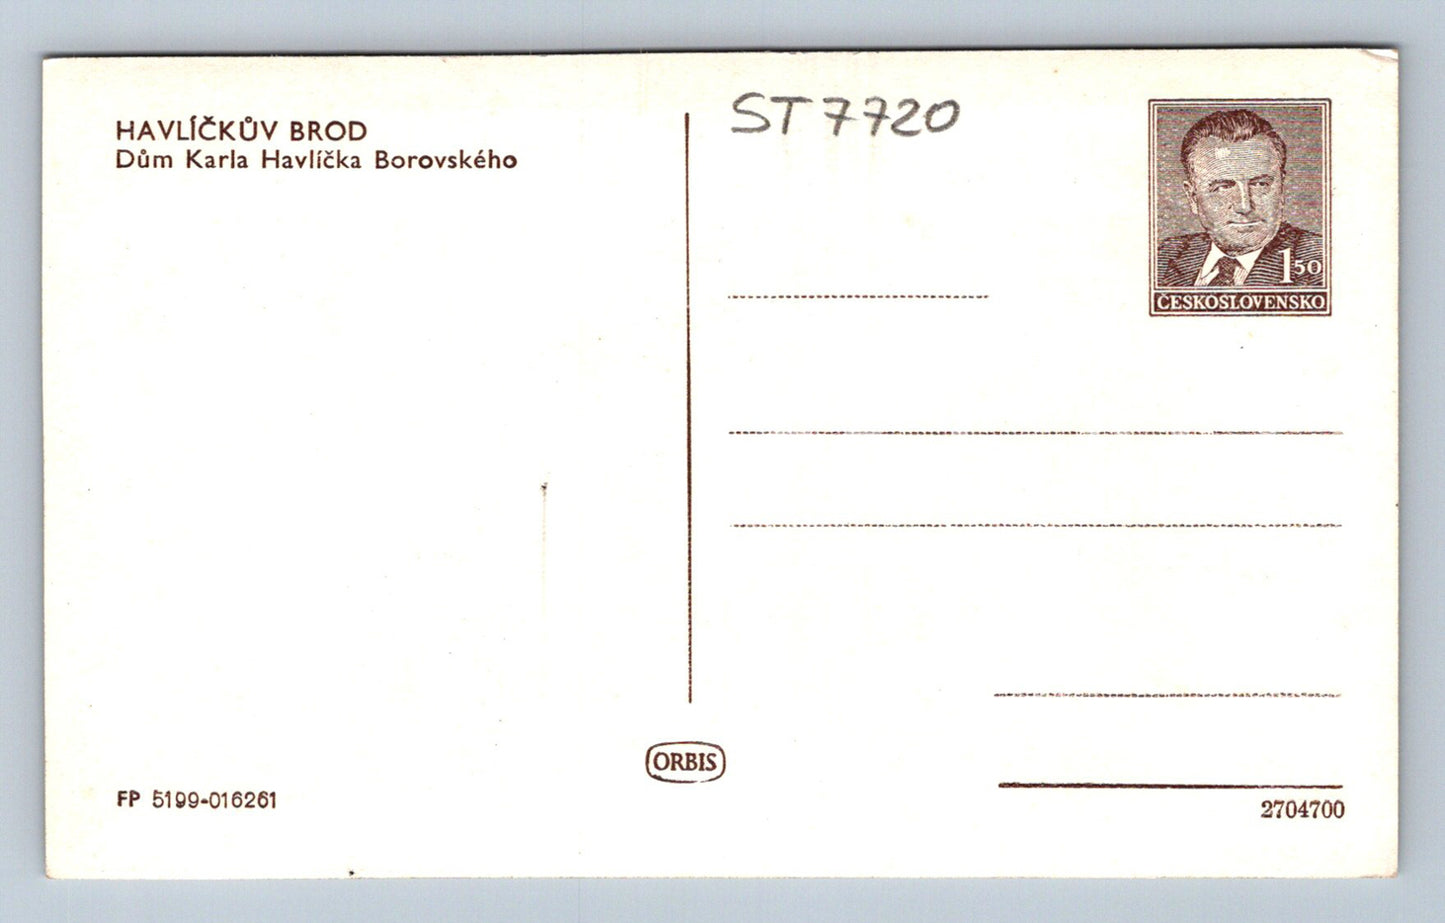 HAVLÍČKŮV BROD
Dům Karla Havlíčka Borovského
ST7720
1 50
ČESKOSLOVENSKO
ORBIS
FP 5199-016261
2704700